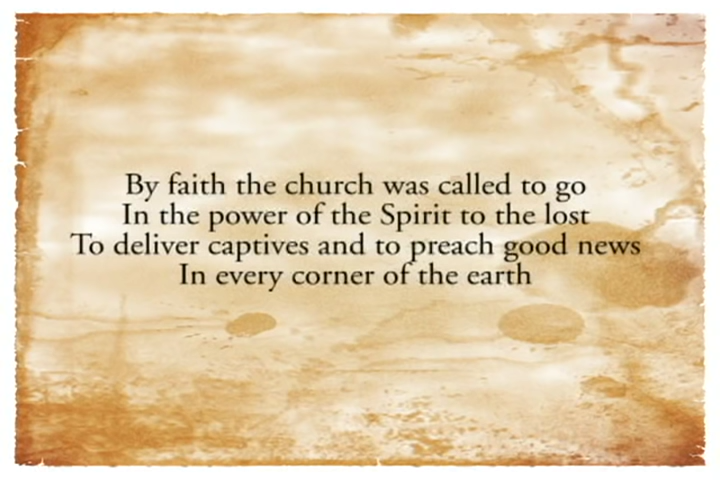 By faith the church was called to go
In the power of the Spirit to the lost
To deliver captives and to preach good news
In every corner of the earth